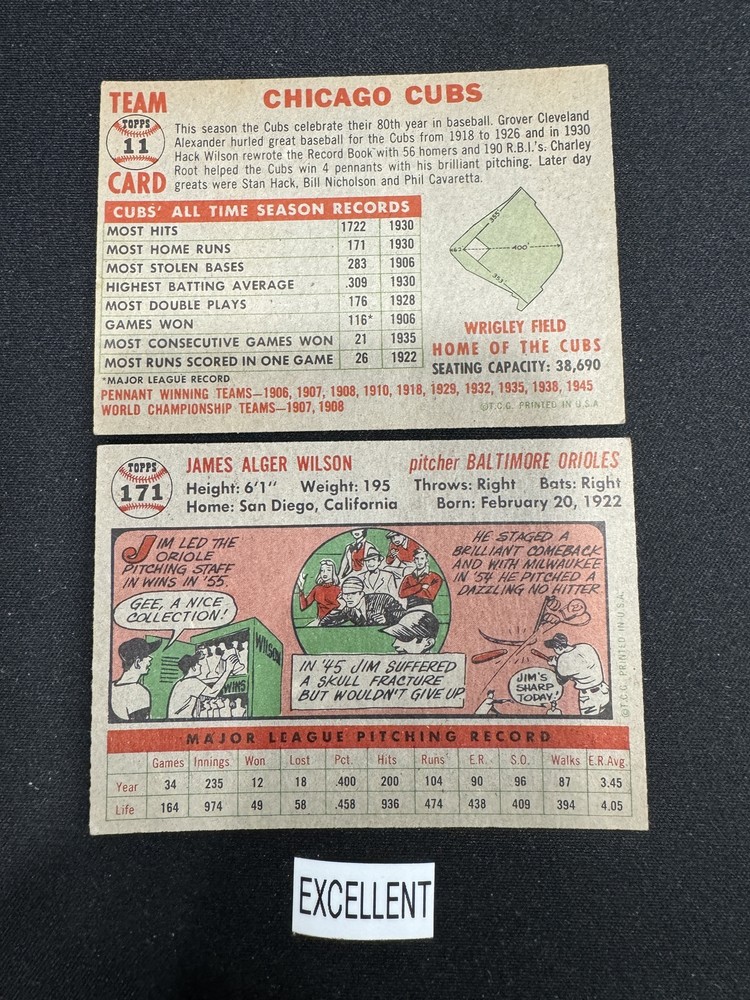 TEAM
TOPPS
11
CARD
CHICAGO CUBS
This season the Cubs celebrate their 80th year in baseball. Grover Cleveland
Alexander hurled great baseball for the Cubs from 1918 to 1926 and in 1930
Hack Wilson rewrote the Record Book with 56 homers and 190 R.B.I.'s. Charley
Root helped the Cubs win 4 pennants with his brilliant pitching. Later day
greats were Stan Hack, Bill Nicholson and Phil Cavaretta.
CUBS' ALL TIME SEASON RECORDS
MOST HITS 1722 1930
MOST HOME RUNS 171 1930
MOST STOLEN BASES 283 1906
HIGHEST BATTING AVERAGE .309 1930
MOST DOUBLE PLAYS 176 1928
GAMES WON 116* 1906
MOST CONSECUTIVE GAMES WON 21 1935
MOST RUNS SCORED IN ONE GAME 26 1922
*MAJOR LEAGUE RECORD
355
400'
353
WRIGLEY FIELD
HOME OF THE CUBS
SEATING CAPACITY: 38,690
PENNANT WINNING TEAMS—1906, 1907, 1908, 1910, 1918, 1929, 1932, 1935, 1938, 1945
WORLD CHAMPIONSHIP TEAMS—1907, 1908
©T.C.G. PRINTED IN U.S.A.
TOPPS
171
JAMES ALGER WILSON pitcher BALTIMORE ORIOLES
Height: 6'1" Weight: 195 Throws: Right Bats: Right
Home: San Diego, California Born: February 20, 1922
JIM LED THE
ORIOLE
PITCHING STAFF
IN WINS IN '55.
GEE, A NICE
COLLECTION!
WILSON
WINS
IN '45 JIM SUFFERED
A SKULL FRACTURE
BUT WOULDN'T GIVE UP
HE STAGED A
BRILLIANT COMEBACK
AND WITH MILWAUKEE
IN '54 HE PITCHED A
DAZZLING NO HITTER
JIM'S
SHARP
TODAY!
©T.C.G. PRINTED IN U.S.A.
MAJOR LEAGUE PITCHING RECORD
Games Innings Won Lost Pct. Hits Runs E.R. S.O. Walks E.R.Avg.
Year 34 235 12 18 .400 200 104 90 96 87 3.45
Life 164 974 49 58 .458 936 474 438 409 394 4.05
EXCELLENT